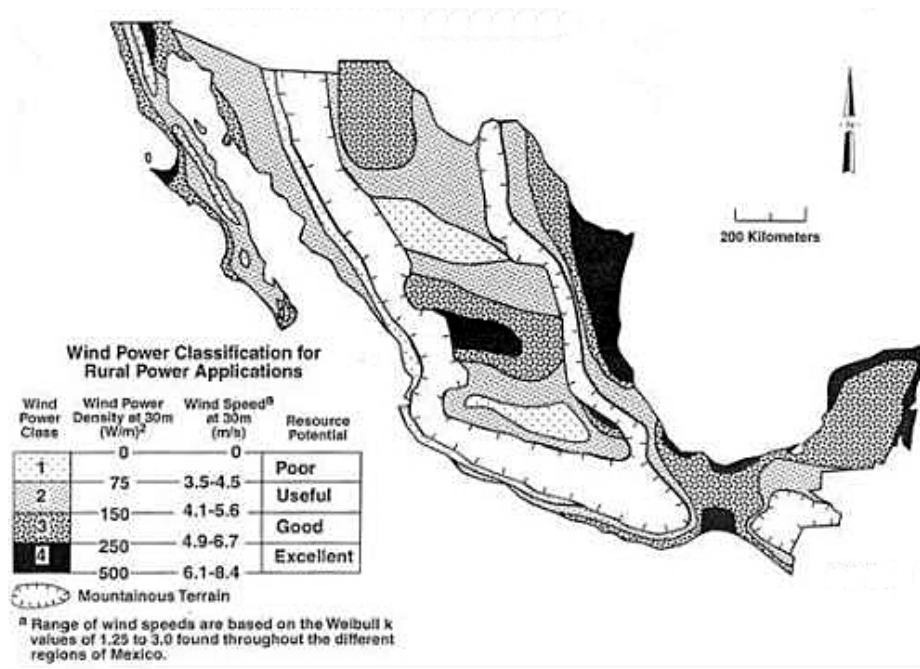 N
0
200 Kilometers
Wind Power Classification for
Rural Power Applications
Wind Power Class Wind Power Density at 30m (W/m)2 Wind Speeda at 30m (m/s) Resource Potential
0 0
1 Poor
75 3.5-4.5
2 Useful
150 4.1-5.6
3 Good
250 4.9-6.7
4 Excellent
500 6.1-8.4
Mountainous Terrain
a Range of wind speeds are based on the Weibull k
values of 1.25 to 3.0 found throughout the different
regions of Mexico.